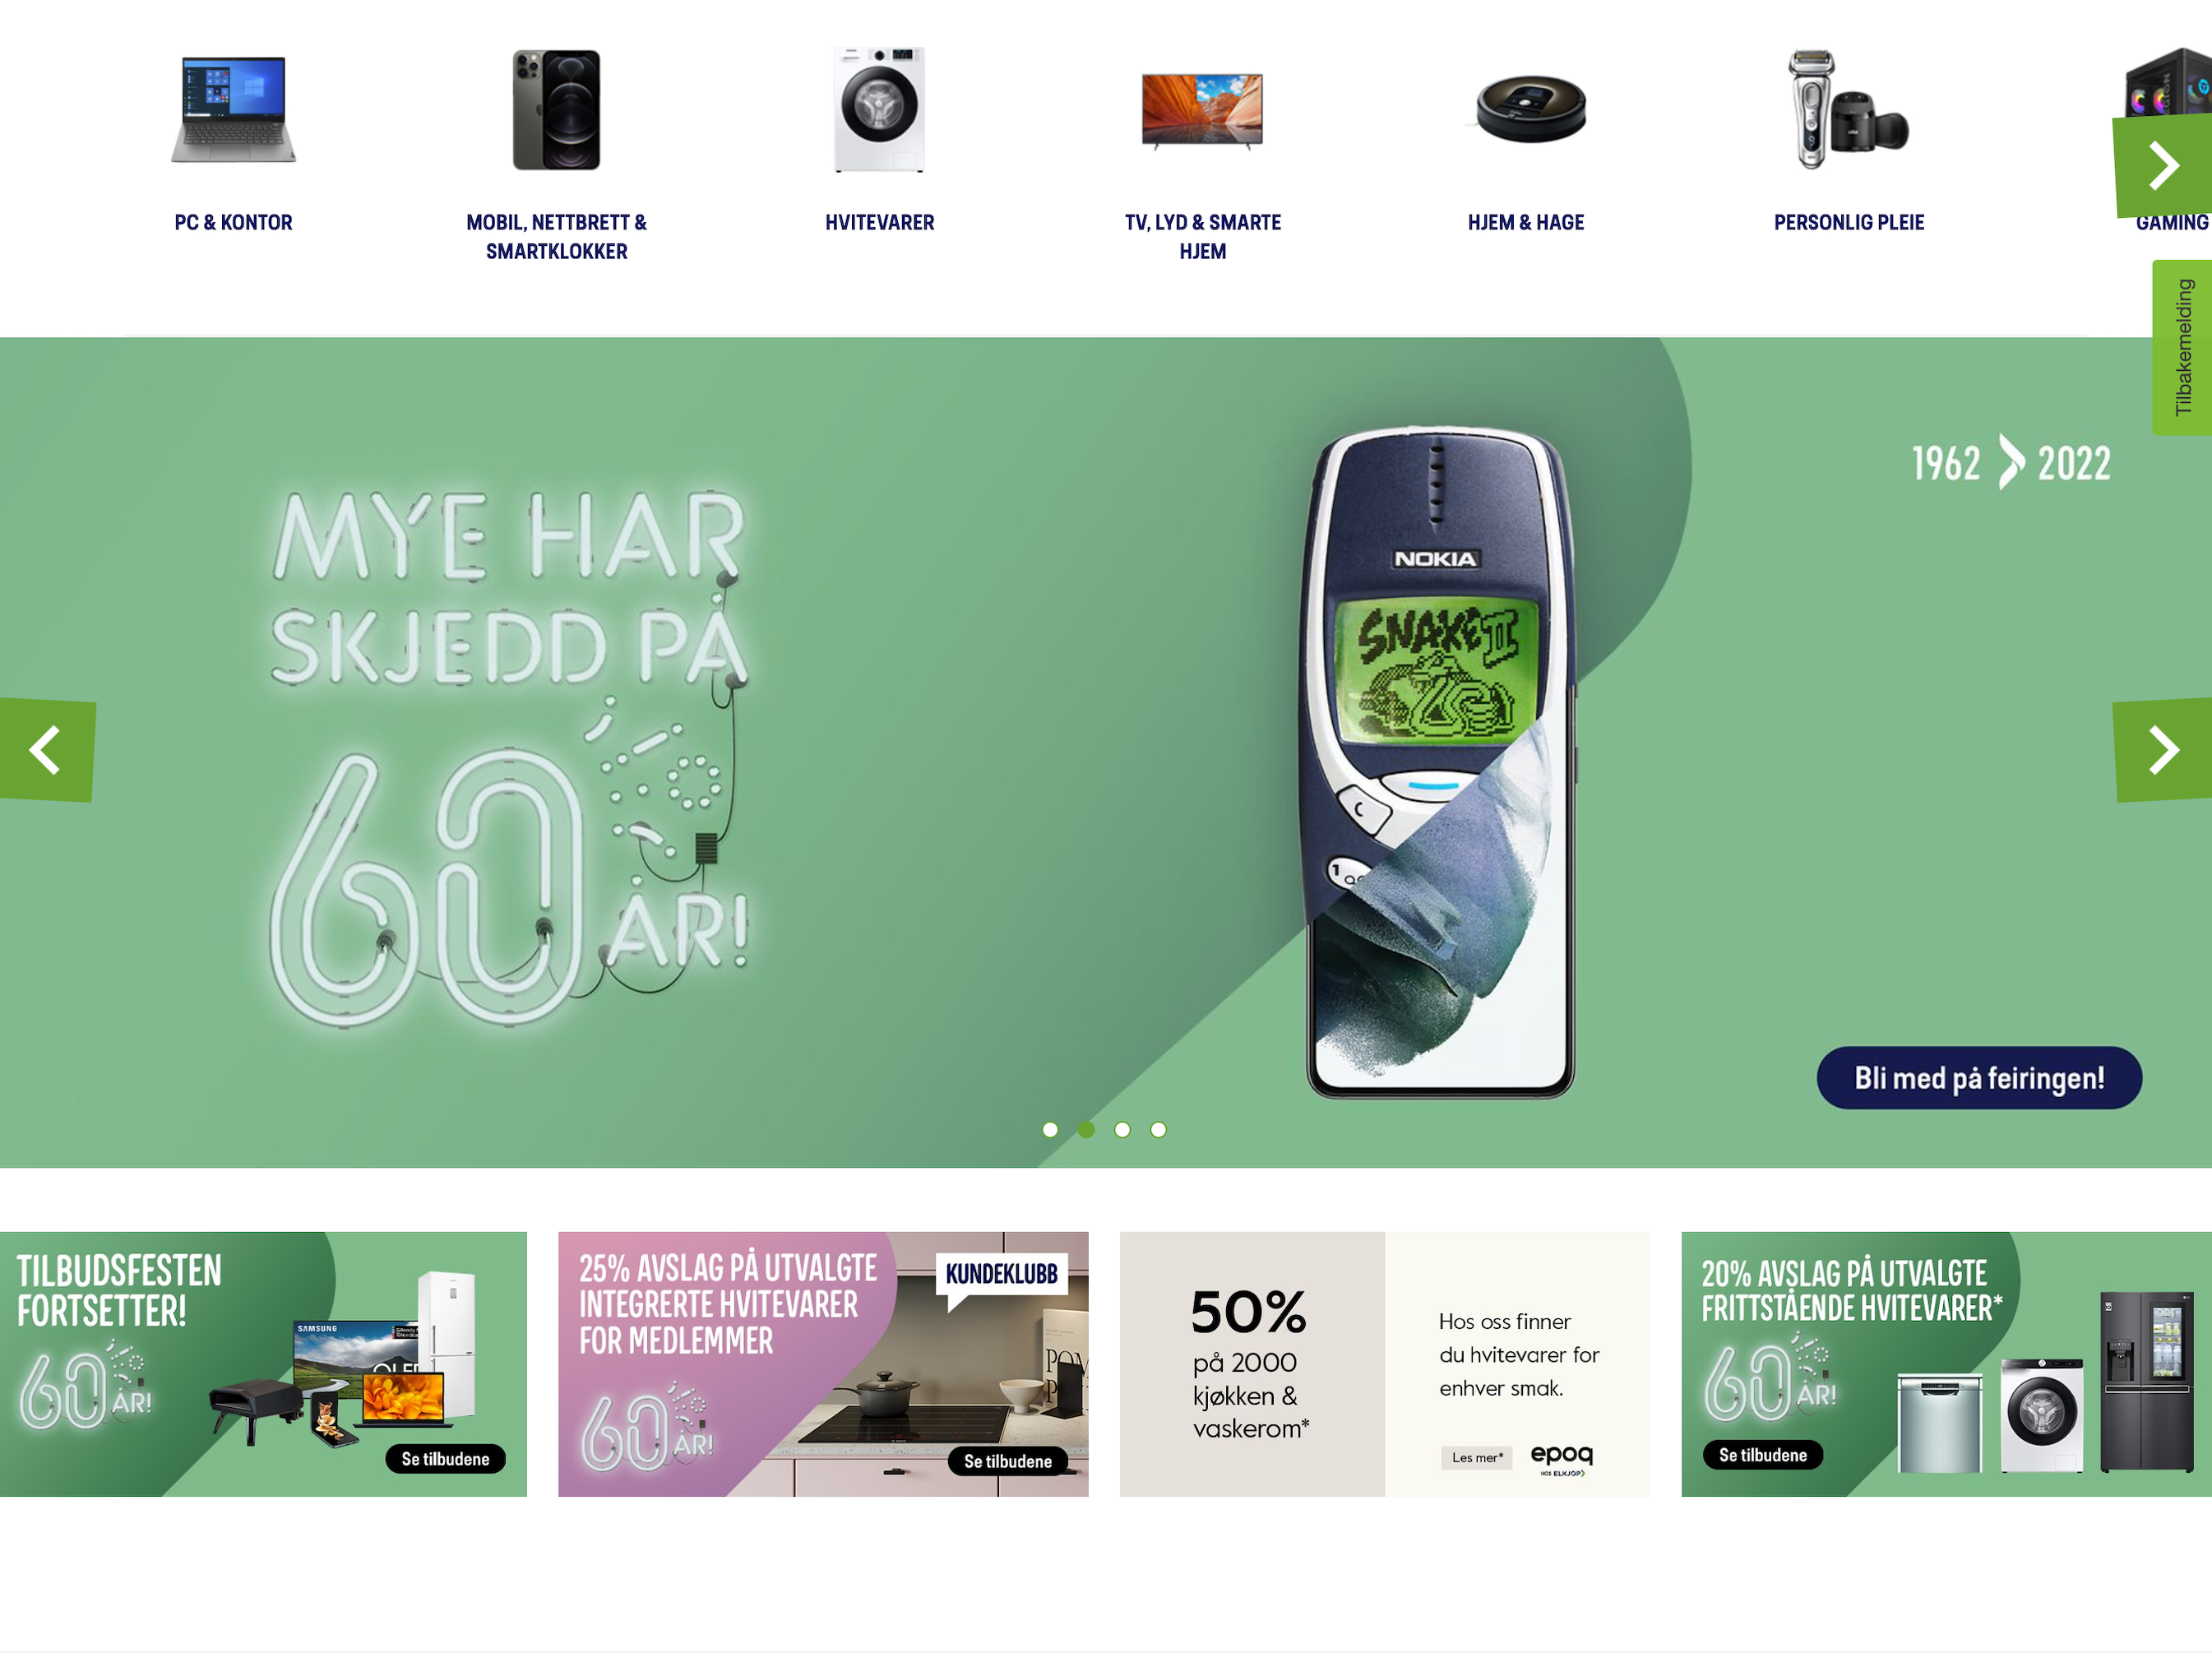 PC & KONTOR
MOBIL, NETTBRETT &
SMARTKLOKKER
HVITEVARER
TV, LYD & SMARTE
HJEM
HJEM & HAGE
PERSONLIG PLEIE
GAMING
Tilbakemelding
MYE HAR
SKJEDD PÅ
60 ÅR!
NOKIA
SNAKE II
1
1962 2022
Bli med på feiringen!
TILBUDSFESTEN
FORTSETTER!
60 ÅR!
SAMSUNG
Se tilbudene
25% AVSLAG PÅ UTVALGTE
INTEGRERTE HVITEVARER
FOR MEDLEMMER
KUNDEKLUBB
60 ÅR!
Se tilbudene
50%
på 2000
kjøkken &
vaskerom*
Hos oss finner
du hvitevarer for
enhver smak.
Les mer*
epoq
HOS ELKJØP
20% AVSLAG PÅ UTVALGTE
FRITTSTÅENDE HVITEVARER*
60 ÅR!
Se tilbudene